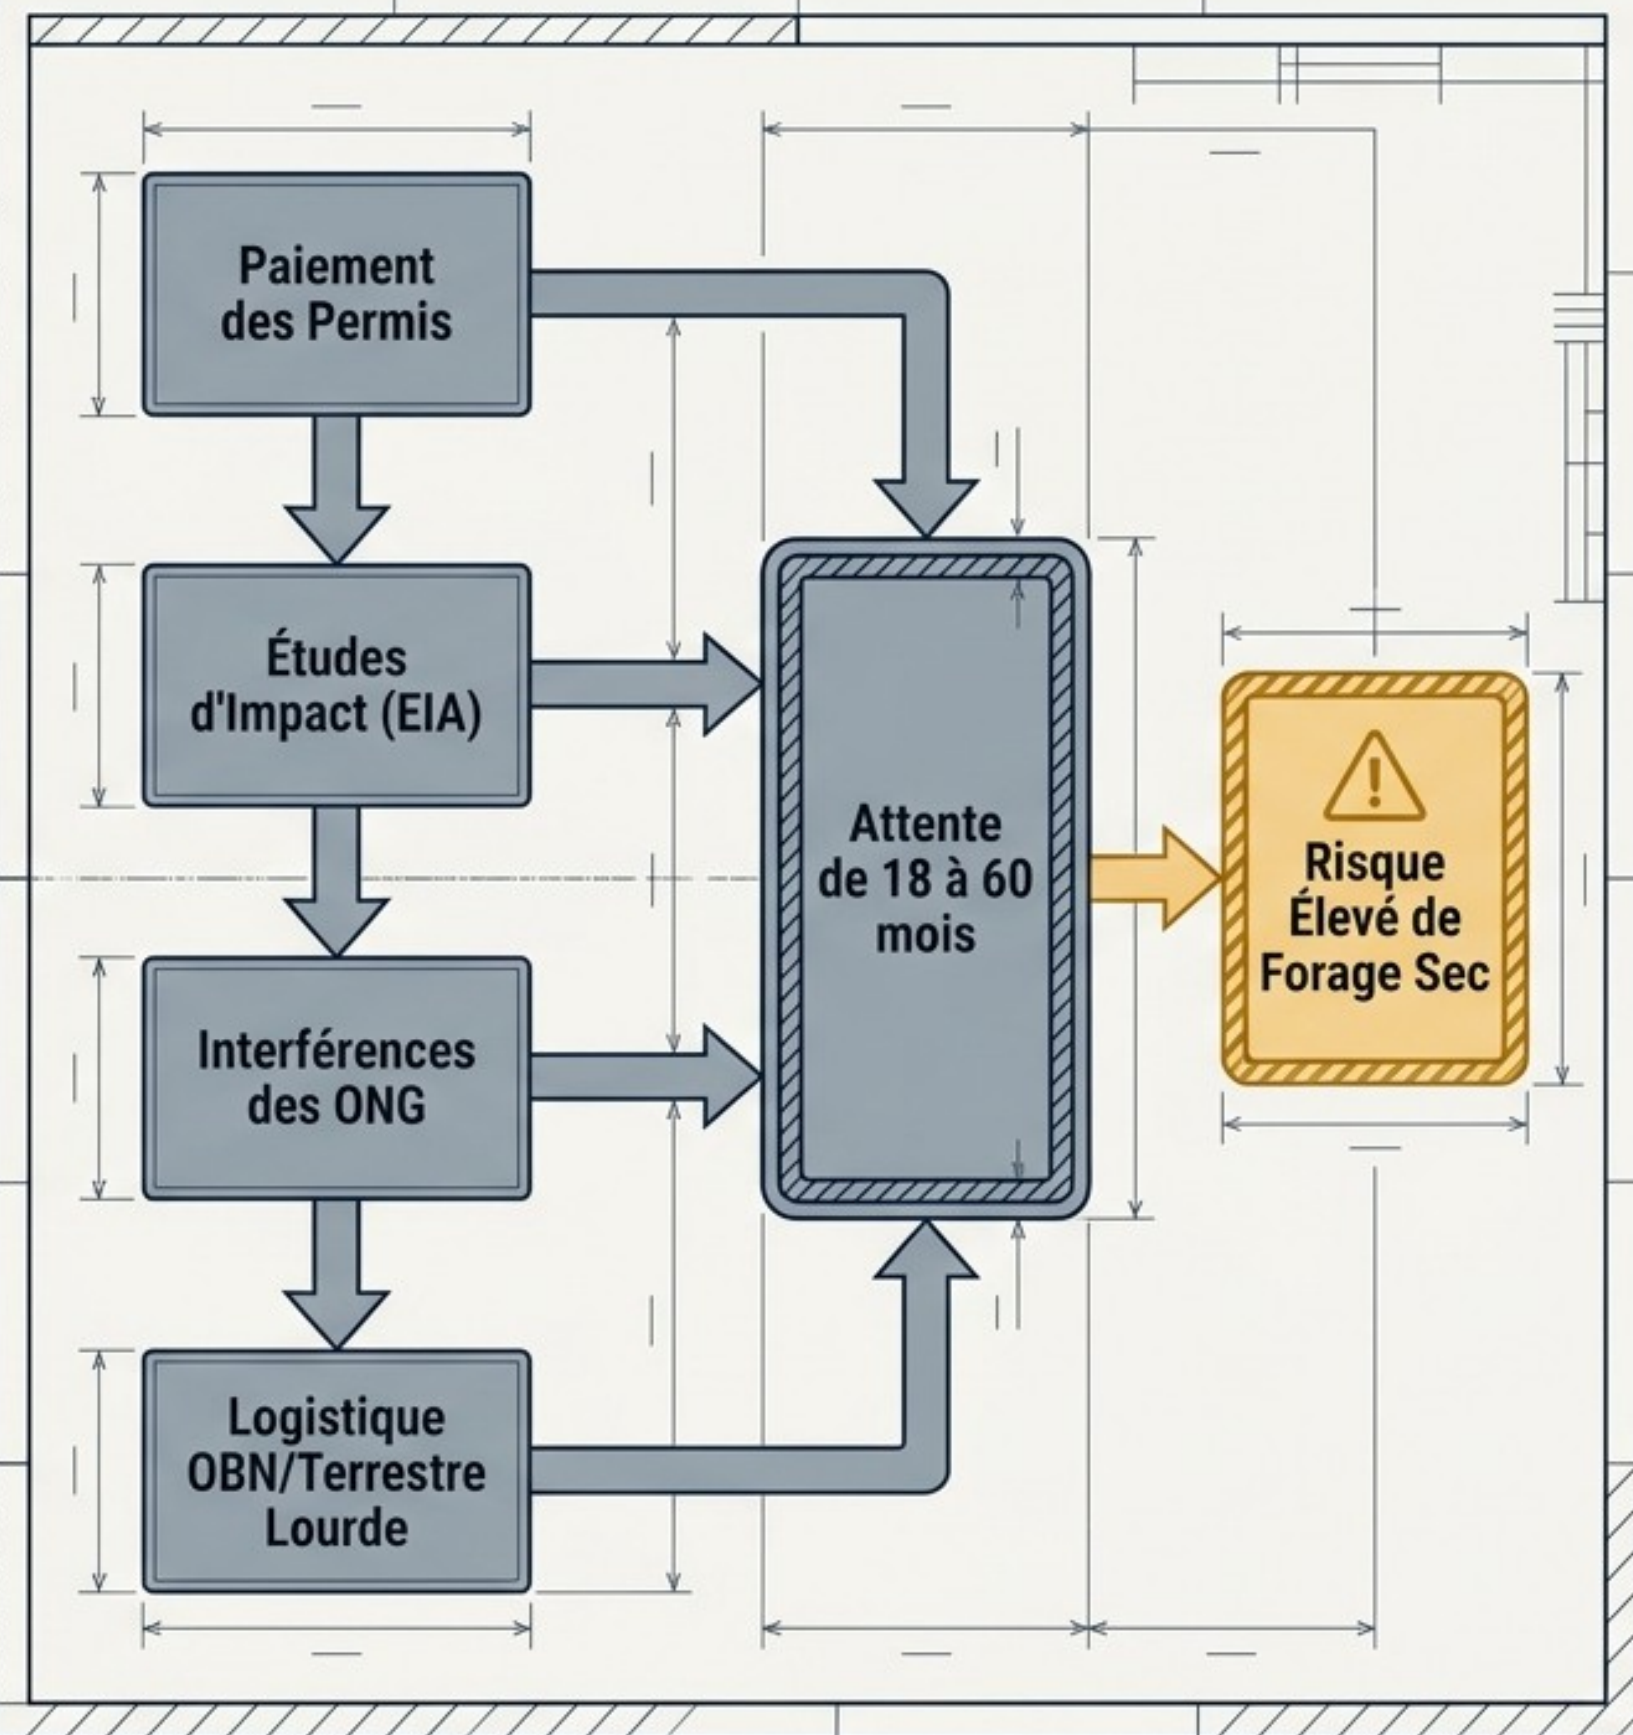 Paiement
des Permis
Études
d'Impact (EIA)
Interférences
des ONG
Logistique
OBN/Terrestre
Lourde
Attente
de 18 à 60
mois
Risque
Élevé de
Forage Sec